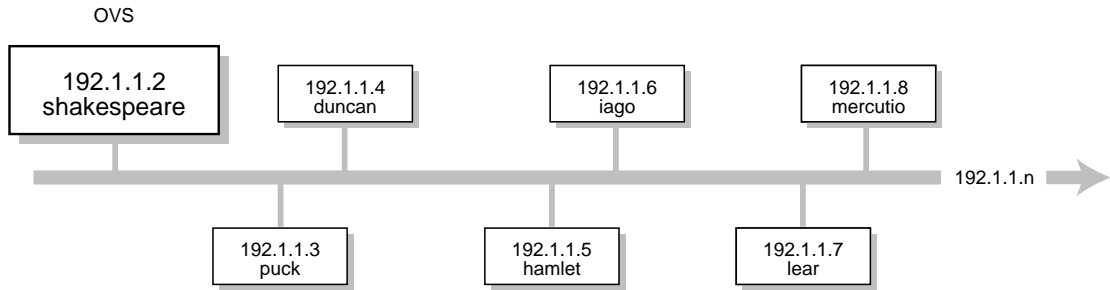 OVS
192.1.1.2
shakespeare
192.1.1.4
duncan
192.1.1.6
iago
192.1.1.8
mercutio
192.1.1.n
192.1.1.3
puck
192.1.1.5
hamlet
192.1.1.7
lear